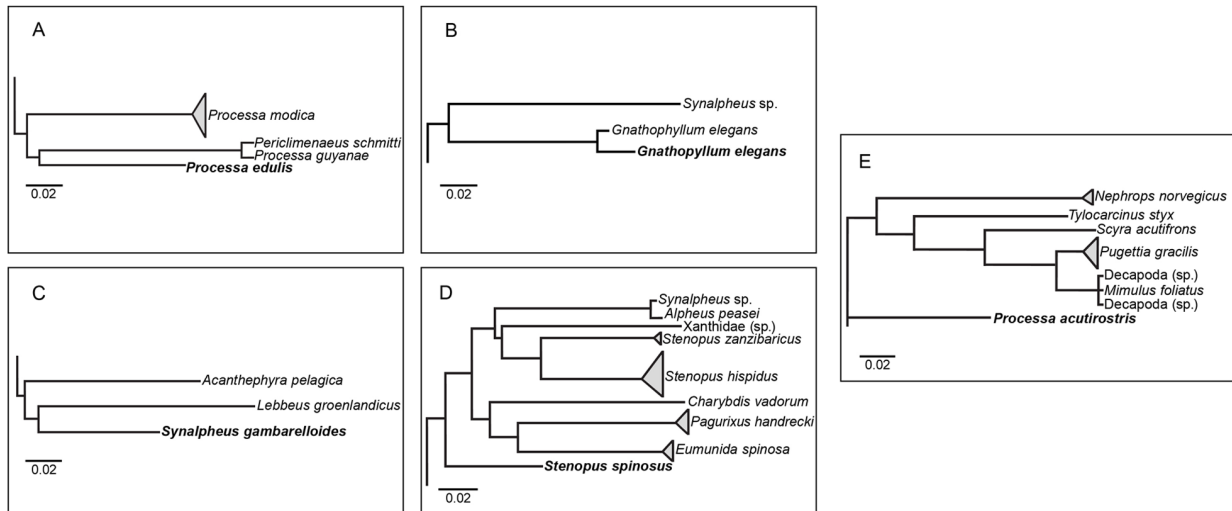 A
Processa modica
Periclimenaeus schmitti
Processa guyanae
Processa edulis
0.02
B
Synalpheus sp.
Gnathophyllum elegans
Gnathopyllum elegans
0.02
C
Acanthephyra pelagica
Lebbeus groenlandicus
Synalpheus gambarelloides
0.02
D
Synalpheus sp.
Alpheus peasei
Xanthidae (sp.)
Stenopus zanzibaricus
Stenopus hispidus
Charybdis vadorum
Pagurixus handrecki
Eumunida spinosa
Stenopus spinosus
0.02
E
Nephrops norvegicus
Tylocarcinus styx
Scyra acutifrons
Pugettia gracilis
Decapoda (sp.)
Mimulus foliatus
Decapoda (sp.)
Processa acutirostris
0.02